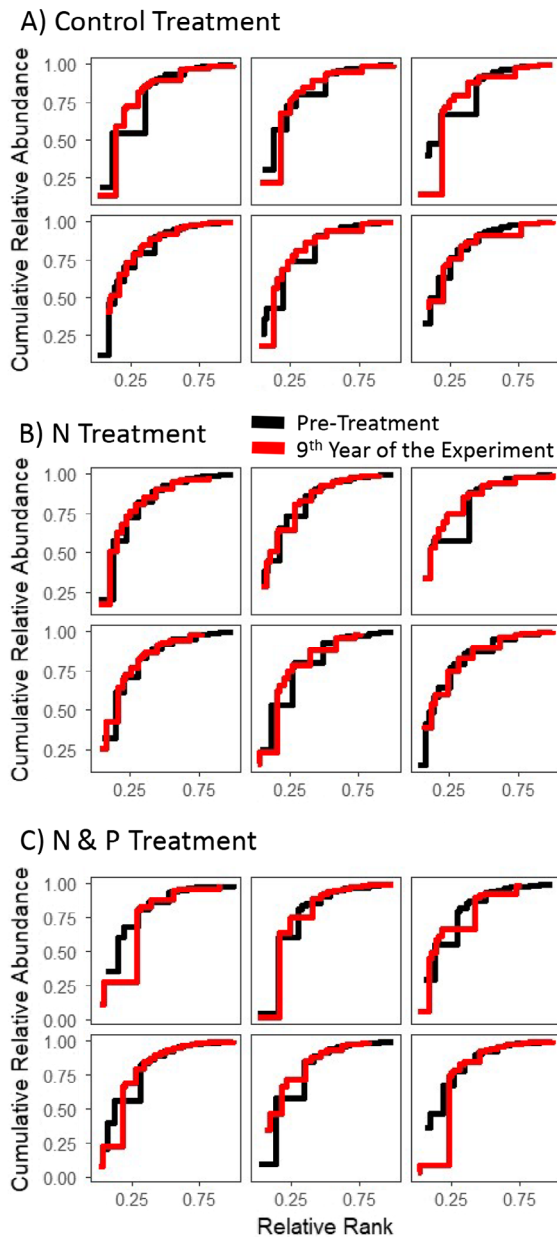 A) Control Treatment
Cumulative Relative Abundance
1.00
0.75
0.50
0.25
1.00
0.75
0.50
0.25
0.25 0.75 0.25 0.75 0.25 0.75
Pre-Treatment
B) N Treatment
9th Year of the Experiment
Cumulative Relative Abundance
1.00
0.75
0.50
0.25
1.00
0.75
0.50
0.25
0.25 0.75 0.25 0.75 0.25 0.75
C) N & P Treatment
Cumulative Relative Abundance
1.00
0.75
0.50
0.25
0.00
1.00
0.75
0.50
0.25
0.00
0.25 0.75 0.25 0.75 0.25 0.75
Relative Rank